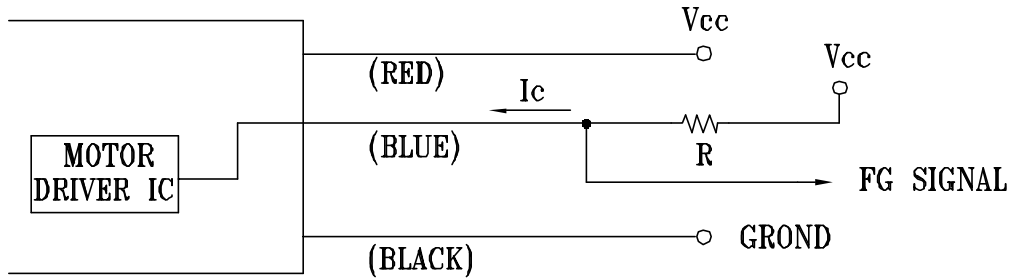 Vcc
Vcc
(RED)
Ic
(BLUE)
R
MOTOR
DRIVER IC
FG SIGNAL
GROND
(BLACK)